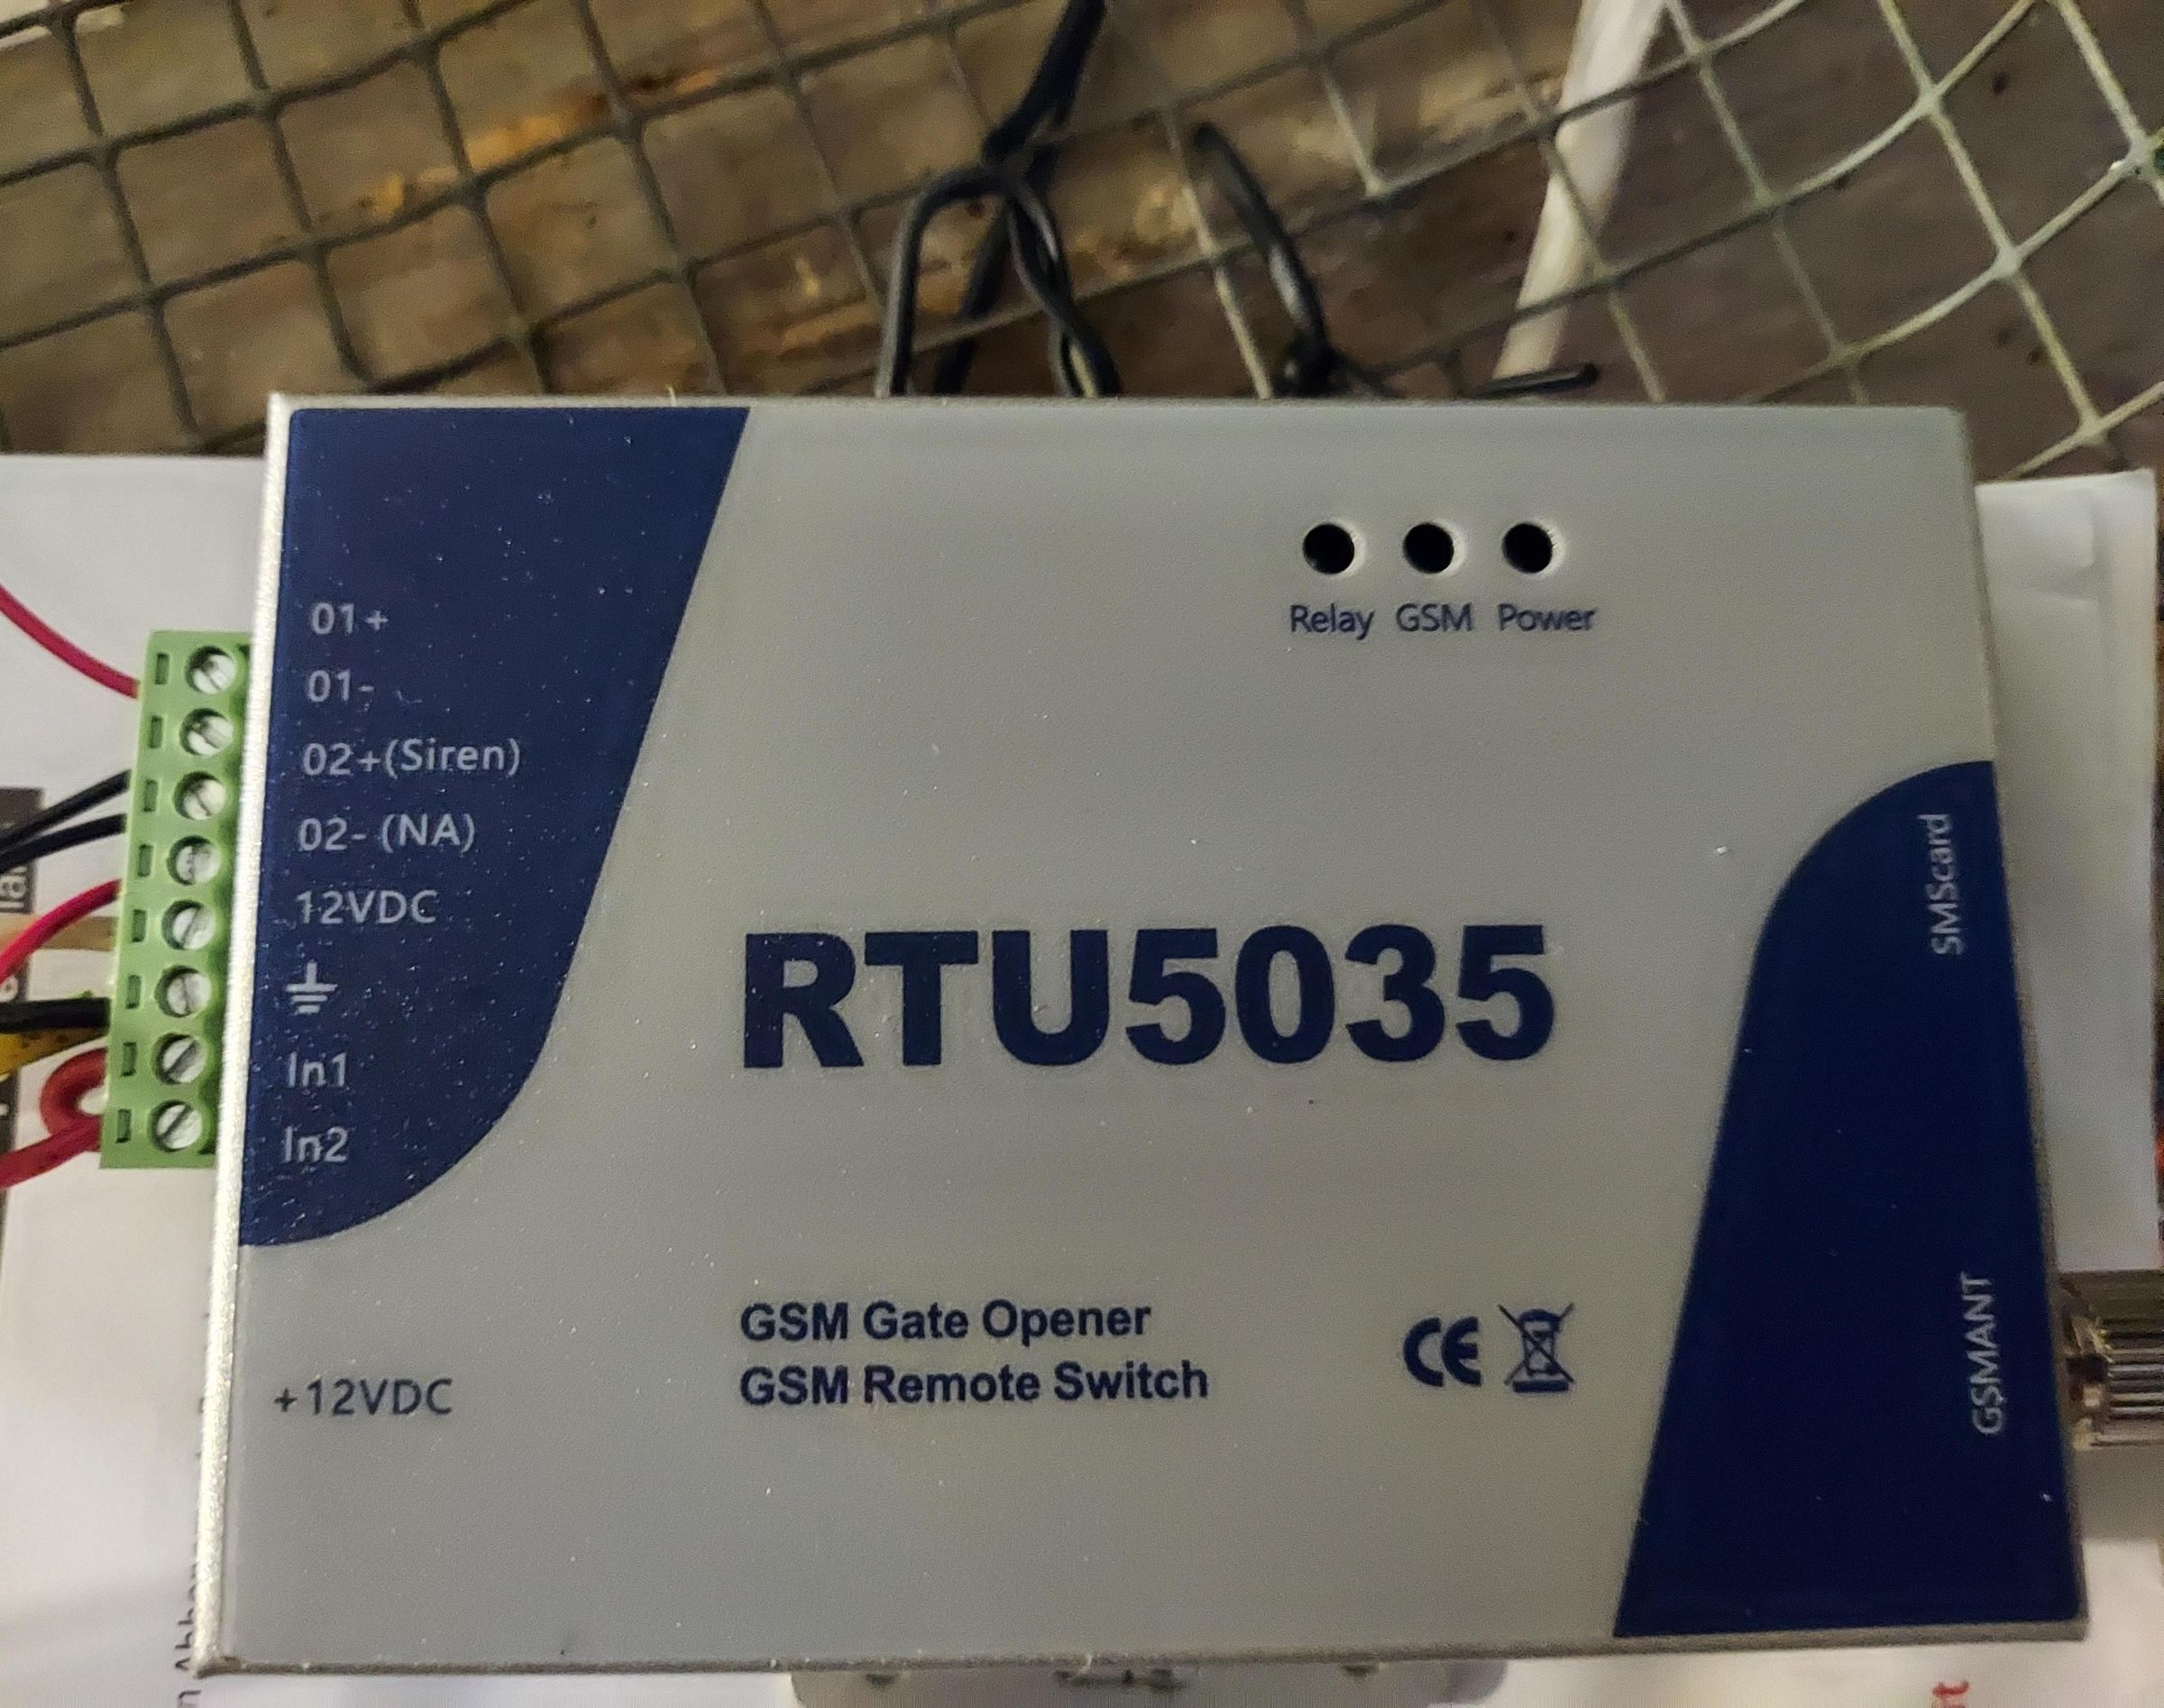 01+
01-
02+(Siren)
02- (NA)
12VDC
In1
In2
+12VDC
Relay GSM Power
RTU5035
GSM Gate Opener
GSM Remote Switch
CE
SMScard
GSMANT